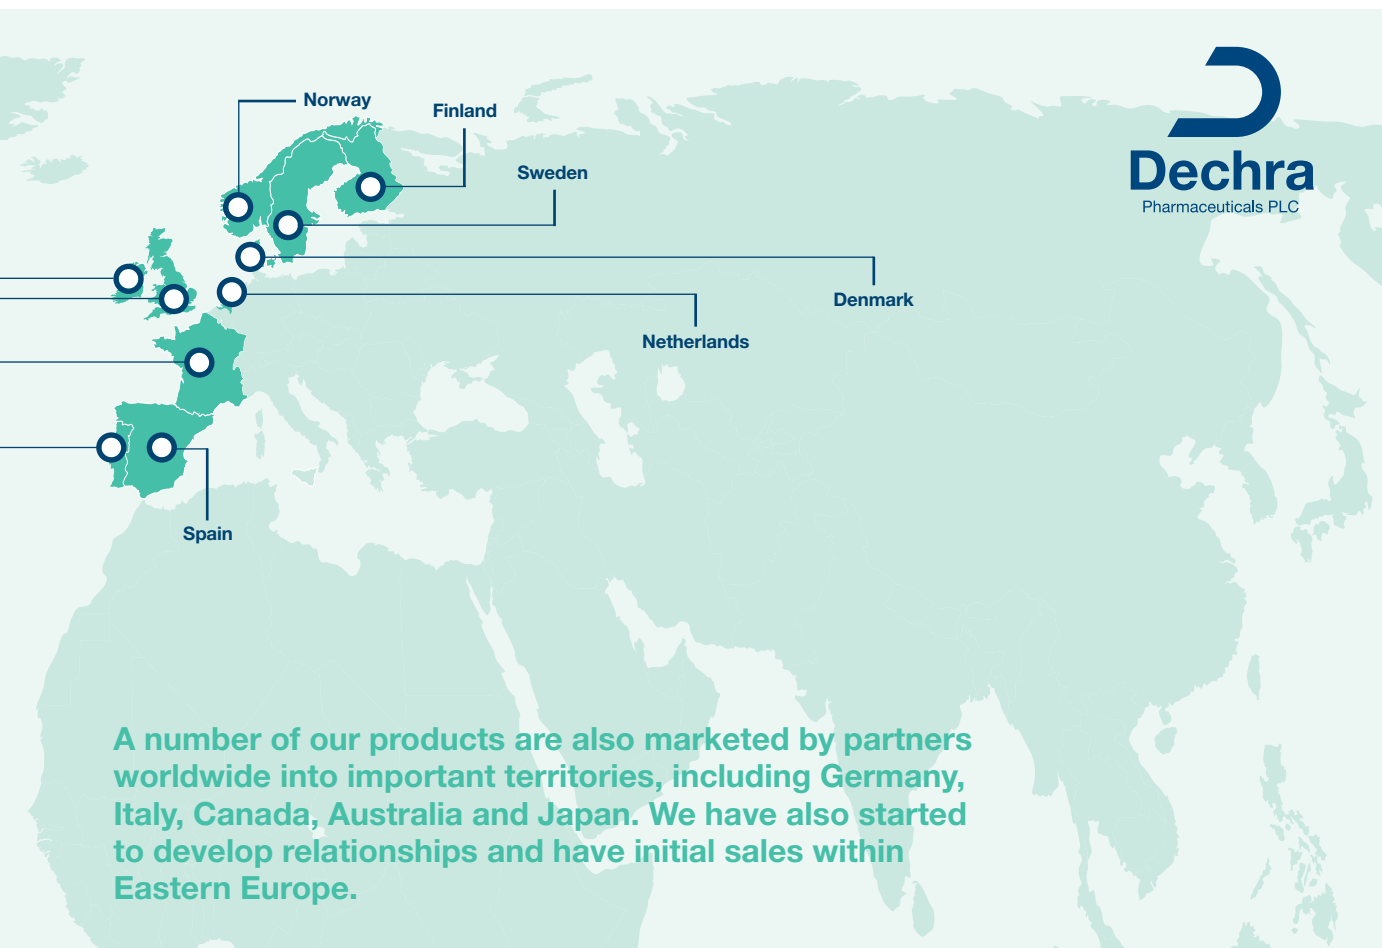 Norway
Finland
Sweden
Dechra
Pharmaceuticals PLC
Denmark
Netherlands
Spain
A number of our products are also marketed by partners
worldwide into important territories, including Germany,
Italy, Canada, Australia and Japan. We have also started
to develop relationships and have initial sales within
Eastern Europe.